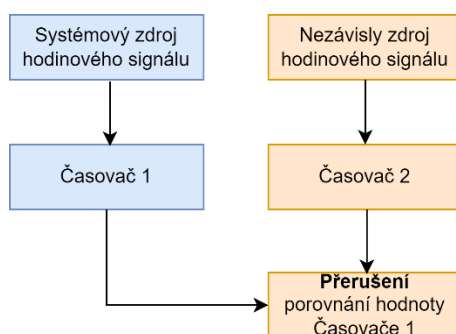 Systémový zdroj
hodinového signálu
Nezávisly zdroj
hodinového signálu
Časovač 1
Časovač 2
Přerušení
porovnání hodnoty
Časovače 1